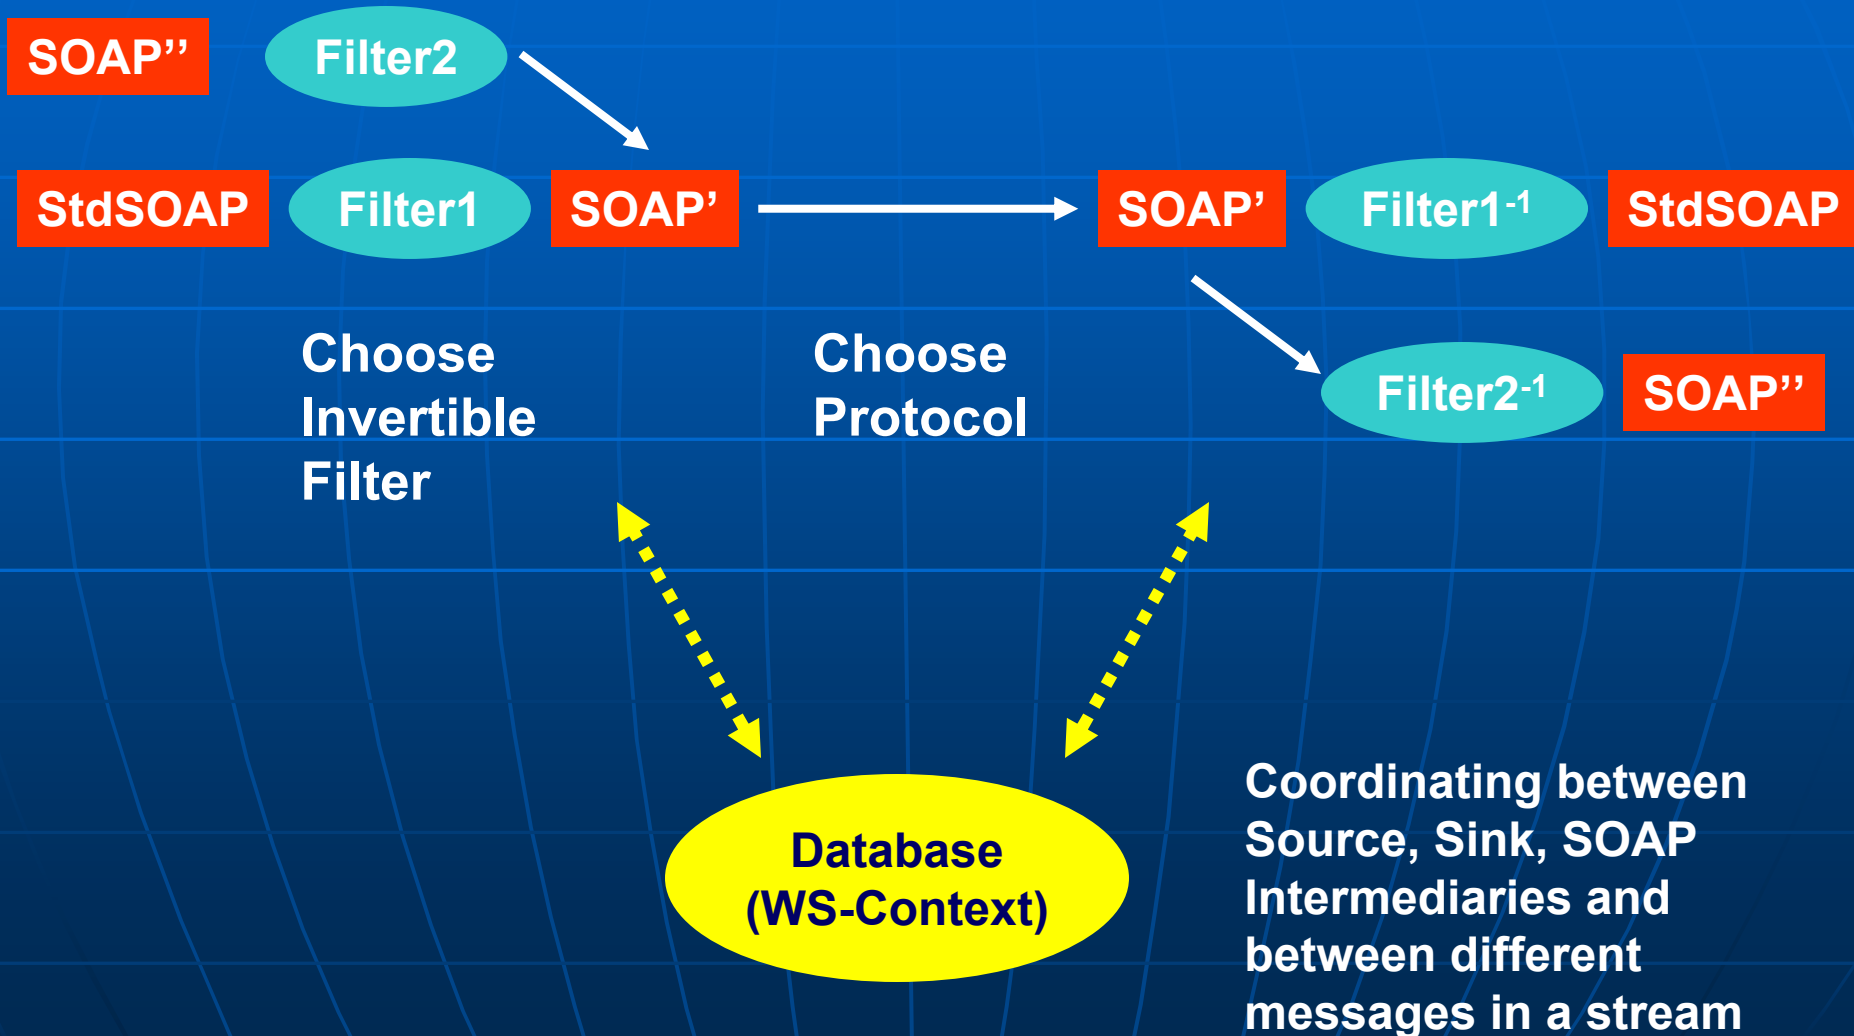 SOAP’’ Filter2
StdSOAP Filter1 SOAP’ SOAP’ Filter1-1 StdSOAP
Filter2-1 SOAP’’
Choose
Invertible
Filter
Choose
Protocol
Database
(WS-Context)
Coordinating between
Source, Sink, SOAP
Intermediaries and
between different
messages in a stream